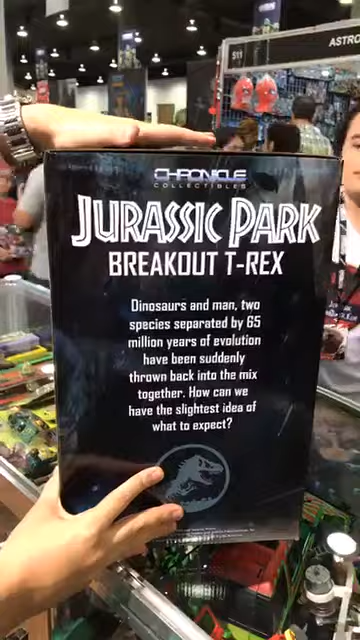 ASTRO
511
CHRONICLE
COLLECTIBLES
JURASSIC PARK
BREAKOUT T-REX
Dinosaurs and man, two
species separated by 65
million years of evolution
have been suddenly
thrown back into the mix
together. How can we
have the slightest idea of
what to expect?